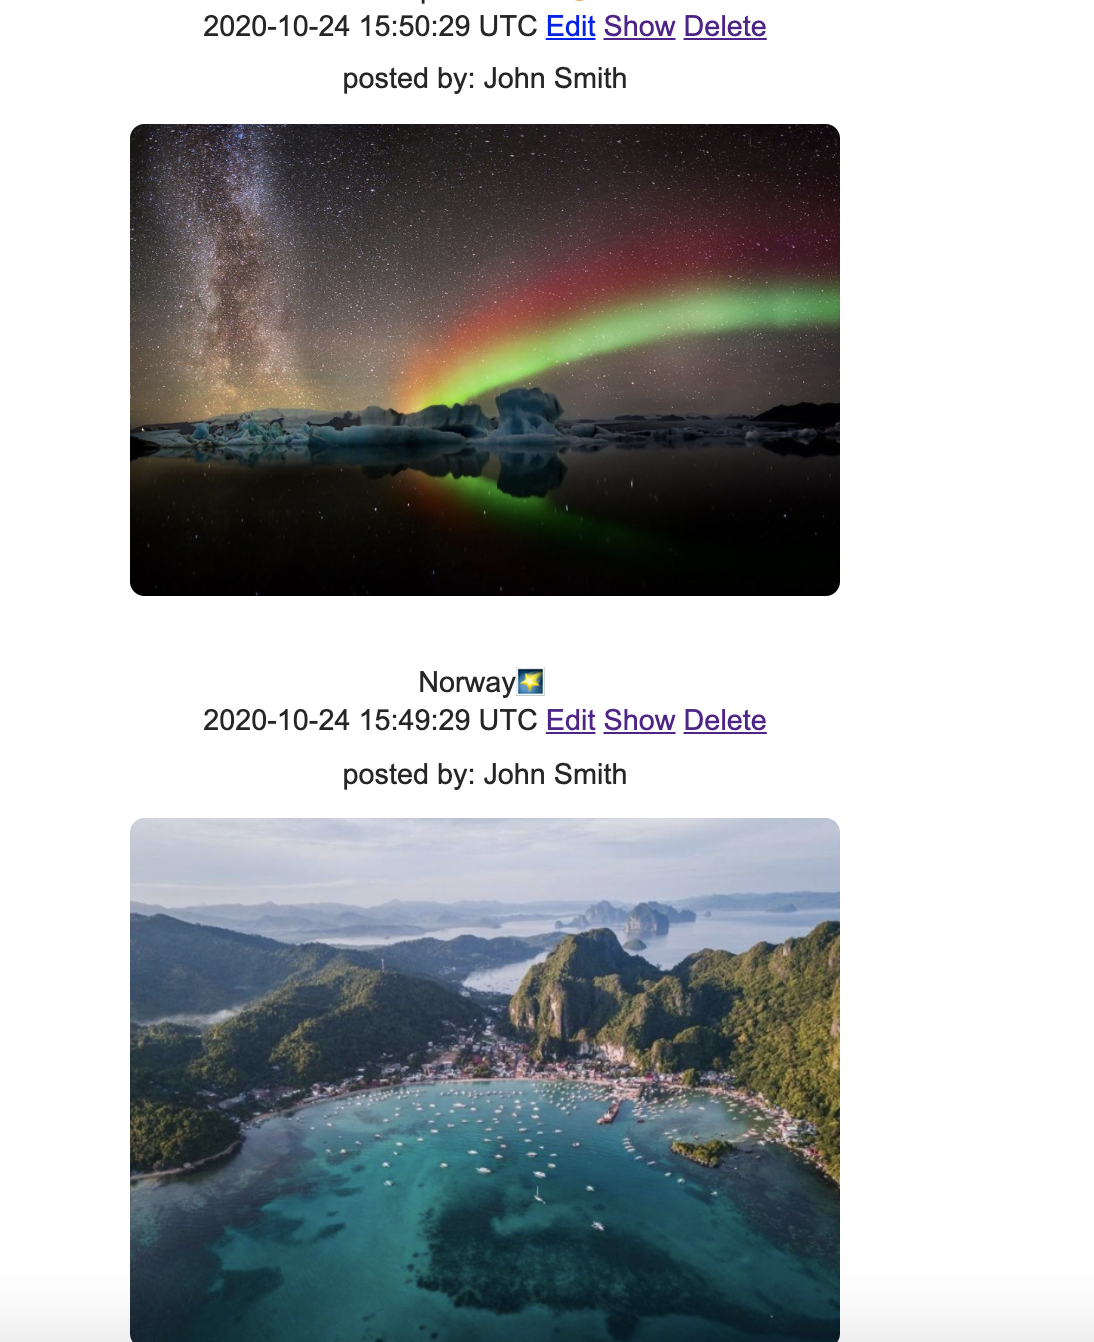 2020-10-24 15:50:29 UTC Edit Show Delete
posted by: John Smith
Norway🌠
2020-10-24 15:49:29 UTC Edit Show Delete
posted by: John Smith